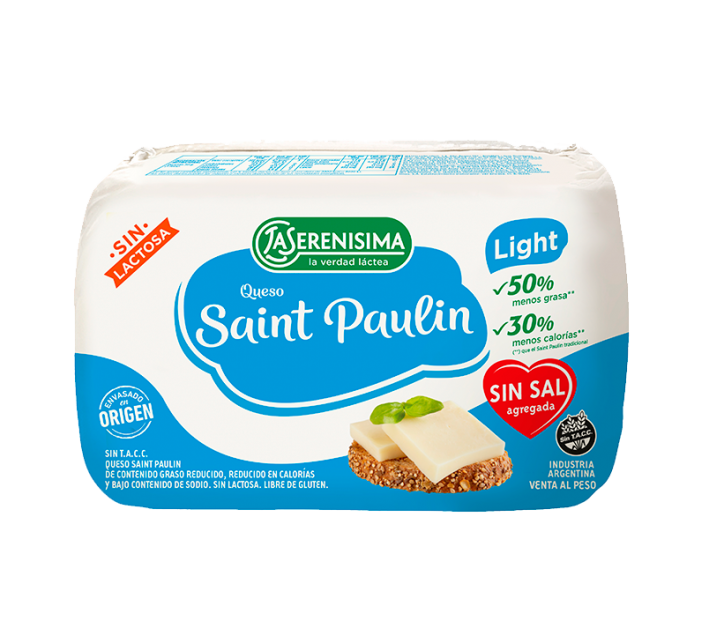 ·SIN·
LACTOSA
LASERENISIMA
la verdad láctea
Light
Queso
Saint Paulin
✓50%
menos grasa**
✓30%
menos calorías**
(**) que el Saint Paulin tradicional
SIN SAL
agregada
ENVASADO
en
ORIGEN
Sin T.A.C.C.
SIN T.A.C.C.
QUESO SAINT PAULIN
DE CONTENIDO GRASO REDUCIDO, REDUCIDO EN CALORÍAS
Y BAJO CONTENIDO DE SODIO. SIN LACTOSA. LIBRE DE GLUTEN.
INDUSTRIA
ARGENTINA
VENTA AL PESO